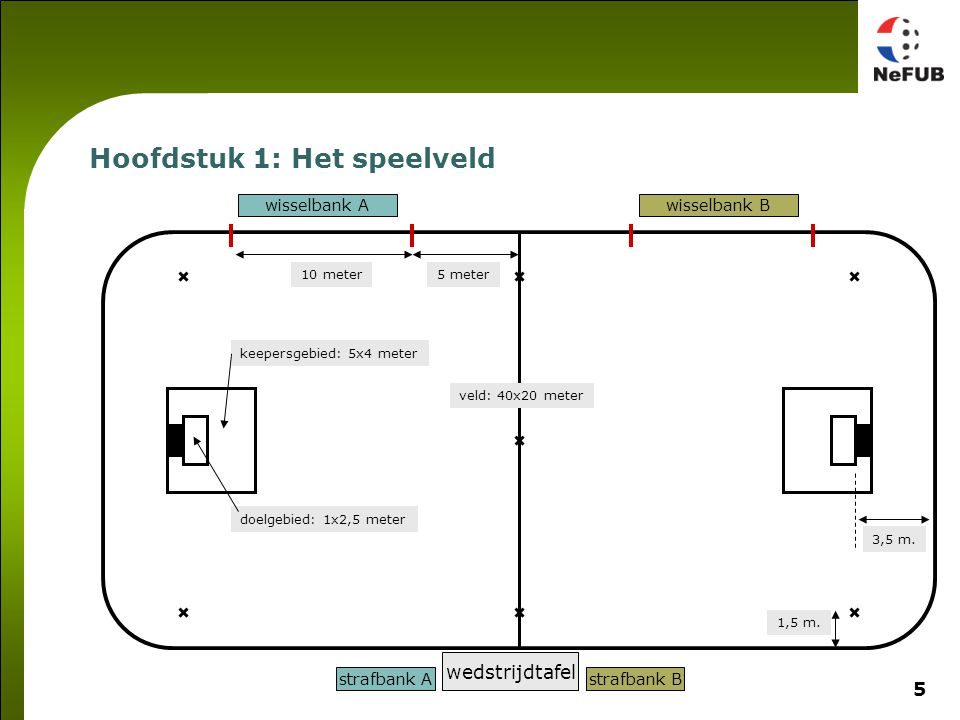 NeFUB
Hoofdstuk 1: Het speelveld
wisselbank A
wisselbank B
10 meter
5 meter
keepersgebied: 5x4 meter
veld: 40x20 meter
doelgebied: 1x2,5 meter
3,5 m.
1,5 m.
wedstrijdtafel
strafbank A
strafbank B
5